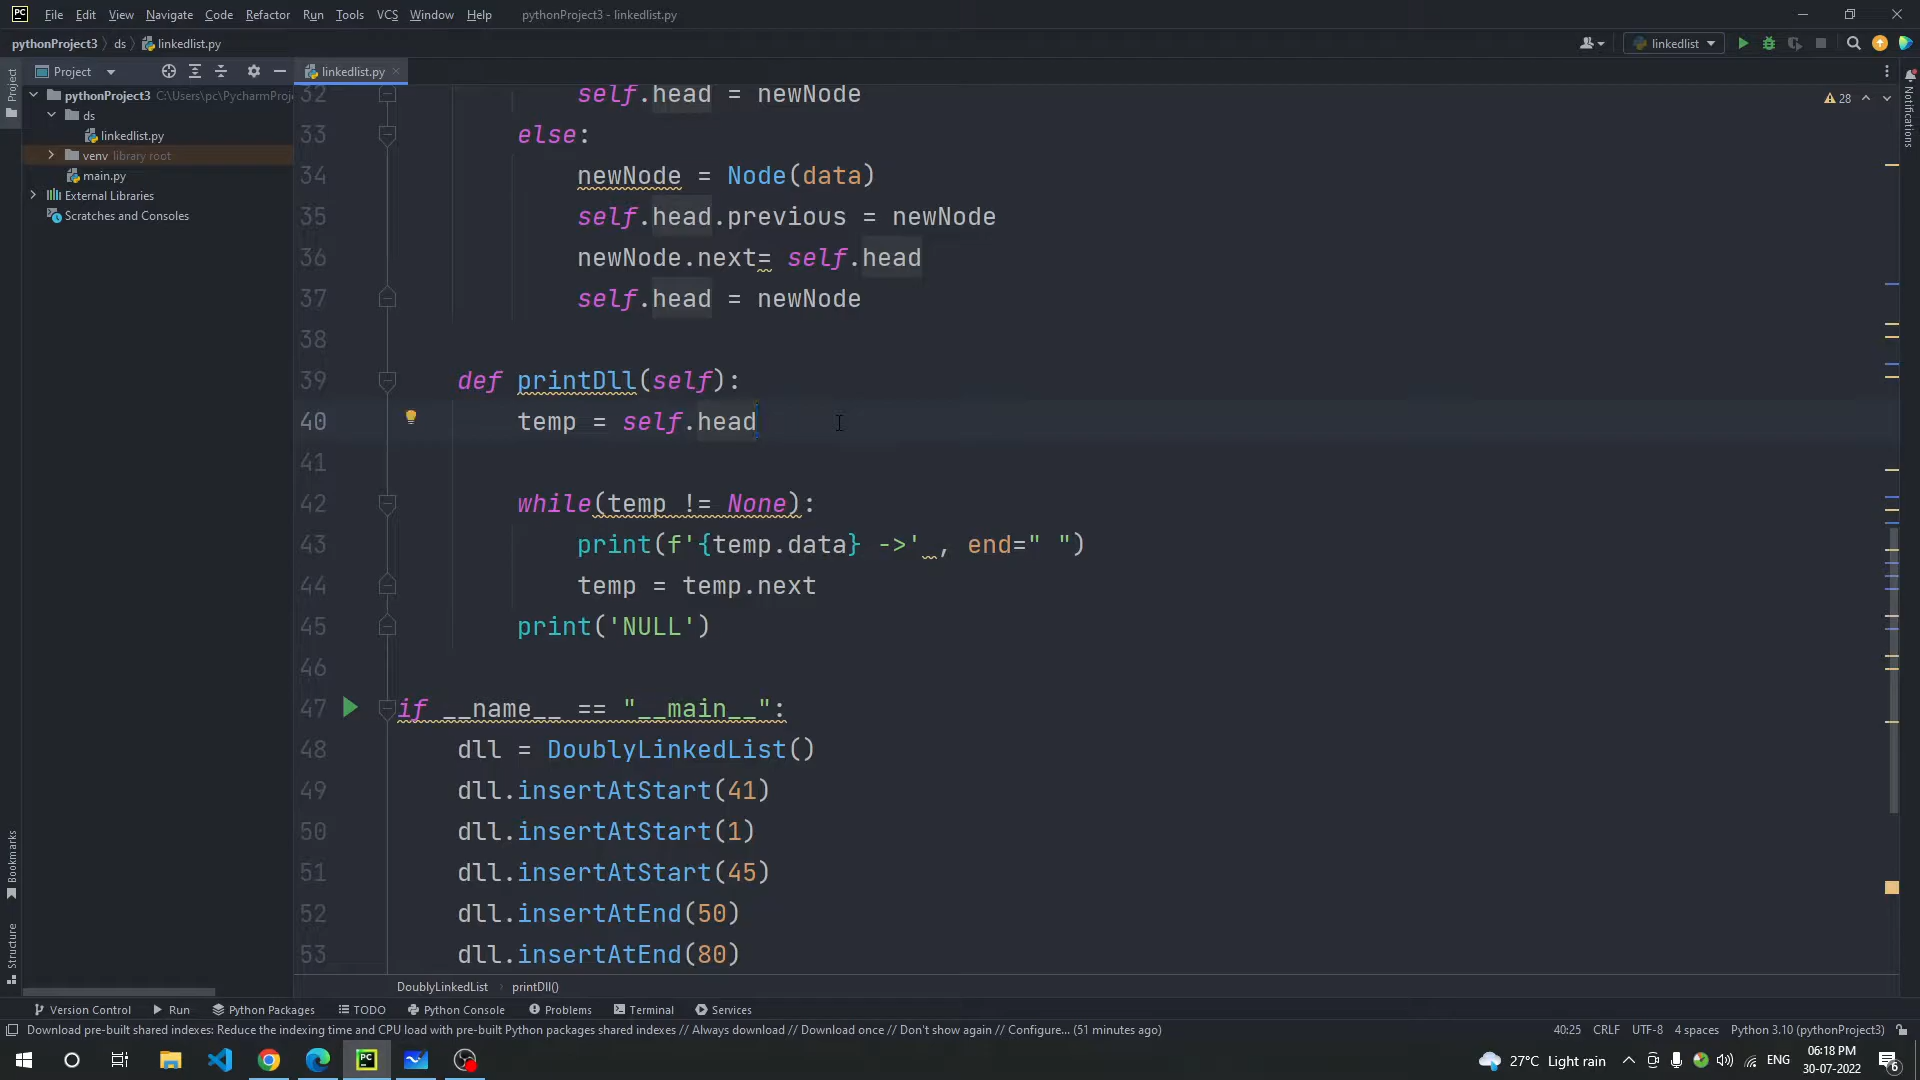 File Edit View Navigate Code Refactor Run Tools VCS Window Help pythonProject3 - linkedlist.py
pythonProject3 ds linkedlist.py linkedlist
Project linkedlist.py
pythonProject3 C:\Users\pc\PycharmProj
ds
linkedlist.py
venv library root
main.py
External Libraries
Scratches and Consoles
Project
Bookmarks
Structure
Notifications
28
32 self.head = newNode
33 else:
34 newNode = Node(data)
35 self.head.previous = newNode
36 newNode.next= self.head
37 self.head = newNode
38
39 def printDll(self):
40 temp = self.head
41
42 while(temp != None):
43 print(f'{temp.data} ->' , end=" ")
44 temp = temp.next
45 print('NULL')
46
47 if __name__ == "__main__":
48 dll = DoublyLinkedList()
49 dll.insertAtStart(41)
50 dll.insertAtStart(1)
51 dll.insertAtStart(45)
52 dll.insertAtEnd(50)
53 dll.insertAtEnd(80)
DoublyLinkedList printDll()
Version Control Run Python Packages TODO Python Console Problems Terminal Services
Download pre-built shared indexes: Reduce the indexing time and CPU load with pre-built Python packages shared indexes // Always download // Download once // Don't show again // Configure... (51 minutes ago) 40:25 CRLF UTF-8 4 spaces Python 3.10 (pythonProject3)
27°C Light rain ENG 06:18 PM
30-07-2022
6